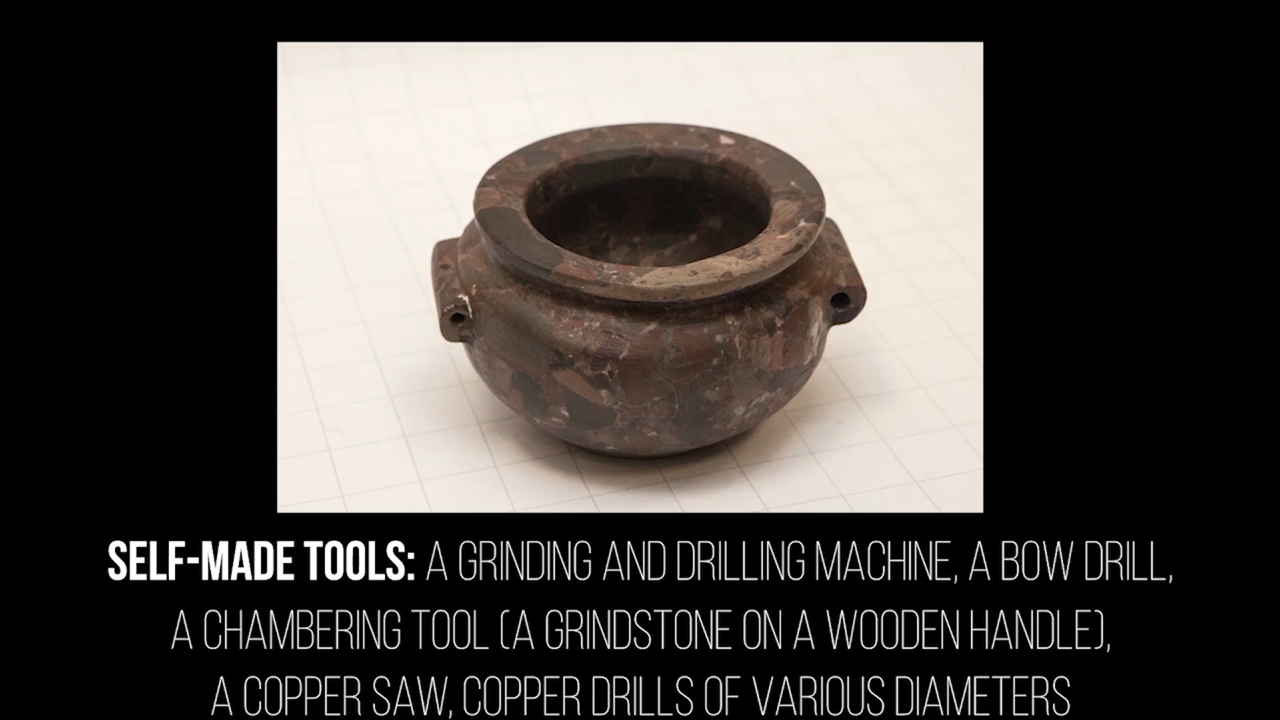 SELF-MADE TOOLS: A GRINDING AND DRILLING MACHINE, A BOW DRILL,
A CHAMBERING TOOL (A GRINDSTONE ON A WOODEN HANDLE),
A COPPER SAW, COPPER DRILLS OF VARIOUS DIAMETERS